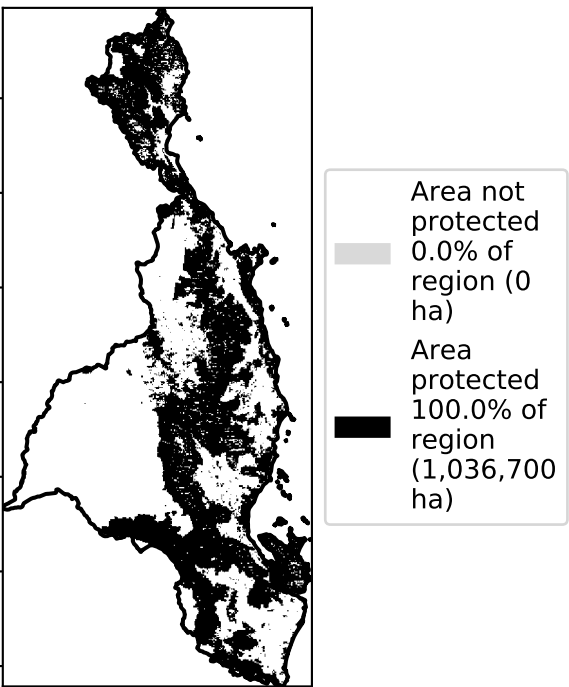 Area not
protected
0.0% of
region (0
ha)
Area
protected
100.0% of
region
(1,036,700
ha)